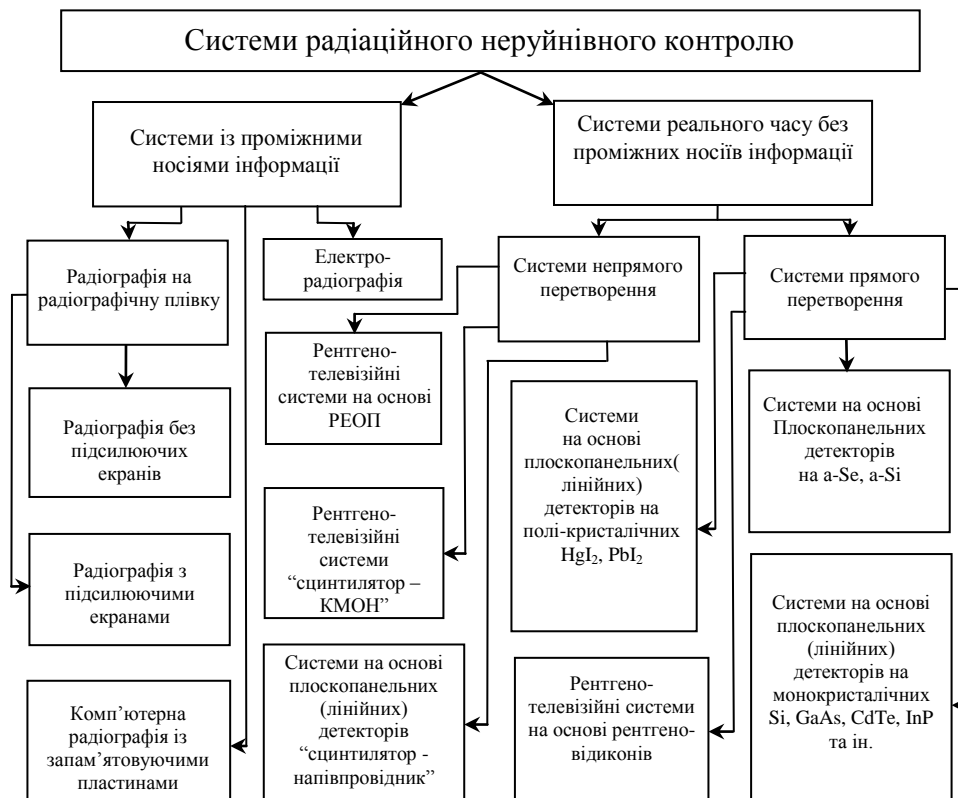 Системи радіаційного неруйнівного контролю
Системи із проміжними
носіями інформації
Системи реального часу без
проміжних носіїв інформації
Радіографія на
радіографічну плівку
Електро-
радіографія
Системи непрямого
перетворення
Системи прямого
перетворення
Рентгено-
телевізійні
системи на основі
РЕОП
Радіографія без
підсилюючих
екранів
Системи
на основі
плоскопанельних(
лінійних)
детекторів на
полі-кристалічних
HgI₂, PbI₂
Системи на основі
Плоскопанельних
детекторів
на a-Se, a-Si
Рентгено-
телевізійні
системи
“сцинтилятор –
КМОН”
Радіографія з
підсилюючими
екранами
Системи на основі
плоскопанельних
(лінійних)
детекторів
“сцинтилятор -
напівпровідник”
Рентгено-
телевізійні системи
на основі рентгено-
відиконів
Системи на основі
плоскопанельних
(лінійних)
детекторів на
монокристалічних
Si, GaAs, CdTe, InP
та ін.
Комп’ютерна
радіографія із
запам’ятовуючими
пластинами